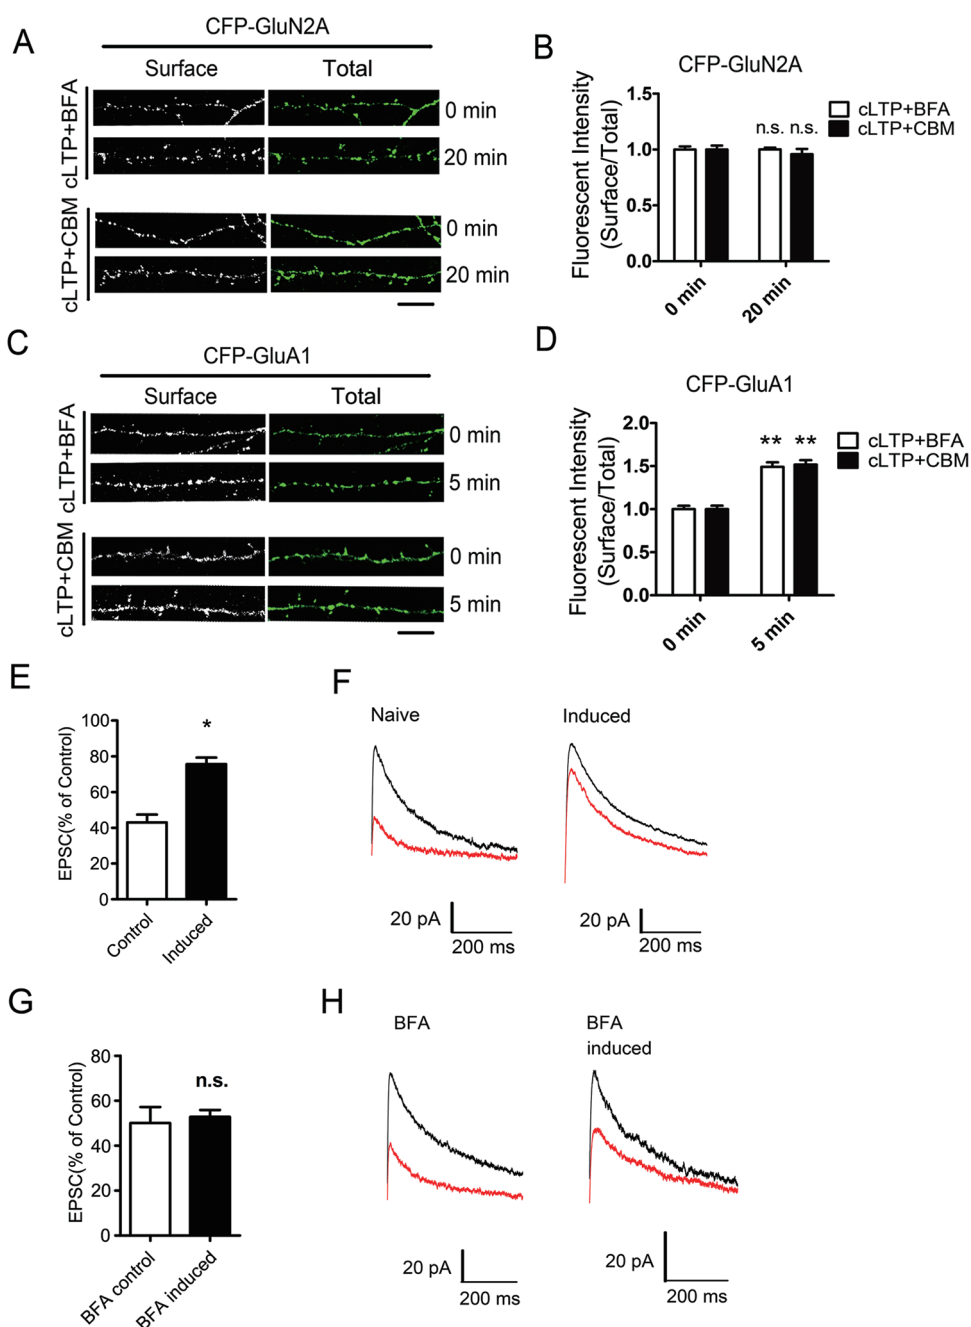 A
CFP-GluN2A
Surface
Total
cLTP+BFA
0 min
20 min
cLTP+CBM
0 min
20 min
B
CFP-GluN2A
Fluorescent Intensity
(Surface/Total)
1.5
1.0
0.5
0.0
n.s. n.s.
cLTP+BFA
cLTP+CBM
0 min
20 min
C
CFP-GluA1
Surface
Total
cLTP+BFA
0 min
5 min
cLTP+CBM
0 min
5 min
D
CFP-GluA1
Fluorescent Intensity
(Surface/Total)
2.0
1.5
1.0
0.5
0.0
** **
cLTP+BFA
cLTP+CBM
0 min
5 min
E
EPSC(% of Control)
100
80
60
40
20
0
*
Control
Induced
F
Naive
Induced
20 pA
200 ms
20 pA
200 ms
G
EPSC(% of Control)
80
60
40
20
0
n.s.
BFA control
BFA induced
H
BFA
BFA
induced
20 pA
200 ms
20 pA
200 ms